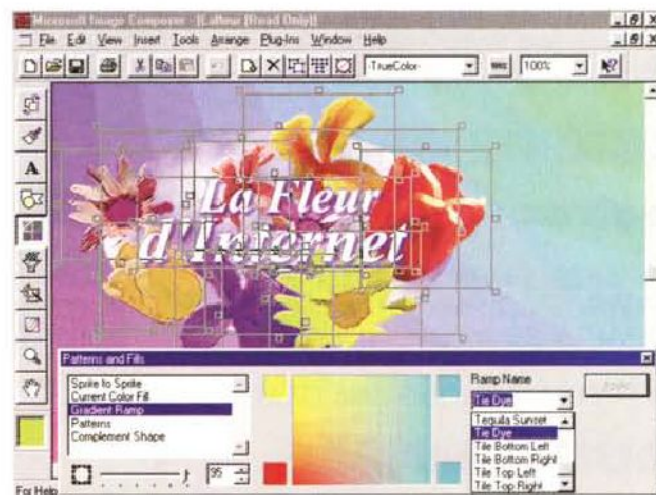 Microsoft Image Composer - [Lafleur [Read Only]]
File Edit View Insert Tools Arrange Plug-Ins Window Help
-TrueColor-
100%
A
La Fleur
d'Internet
Patterns and Fills
Sprite to Sprite
Current Color Fill
Gradient Ramp
Patterns
Complement Shape
95
Ramp Name
Tie Dye
Tequila Sunset
Tie Dye
Tile Bottom Left
Tile Bottom Right
Tile Top Left
Tile Top Right
For Help